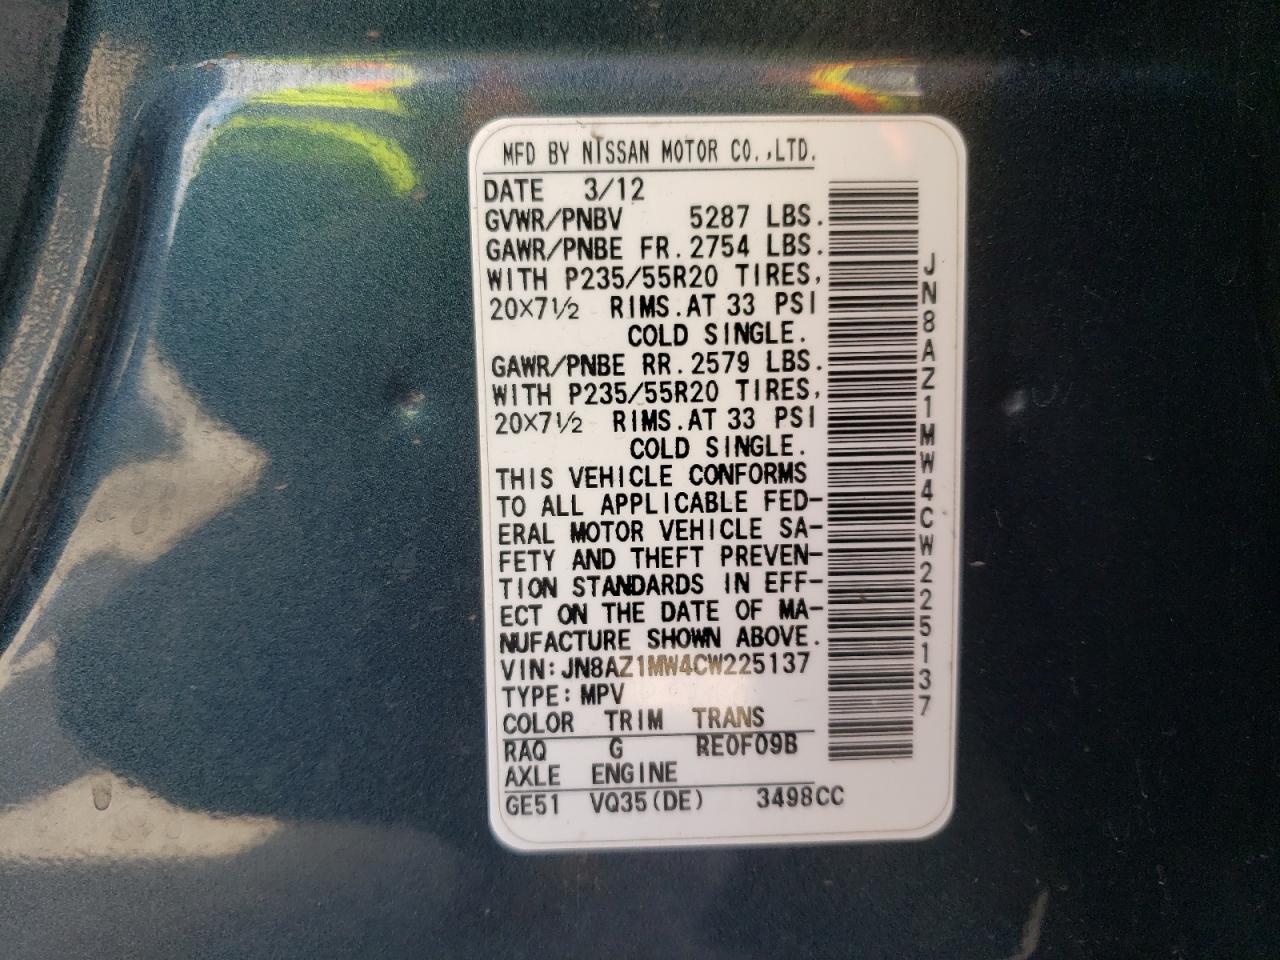 MFD BY NISSAN MOTOR CO.,LTD.
DATE 3/12
GVWR/PNBV 5287 LBS.
GAWR/PNBE FR.2754 LBS.
WITH P235/55R20 TIRES,
20×7½ RIMS.AT 33 PSI
COLD SINGLE.
GAWR/PNBE RR.2579 LBS.
WITH P235/55R20 TIRES,
20×7½ RIMS.AT 33 PSI
COLD SINGLE.
THIS VEHICLE CONFORMS
TO ALL APPLICABLE FED-
ERAL MOTOR VEHICLE SA-
FETY AND THEFT PREVEN-
TION STANDARDS IN EFF-
ECT ON THE DATE OF MA-
NUFACTURE SHOWN ABOVE.
VIN:JN8AZ1MW4CW225137
TYPE:MPV
COLOR TRIM TRANS
RAQ G RE0F09B
AXLE ENGINE
GE51 VQ35(DE) 3498CC
JN8AZ1MW4CW225137